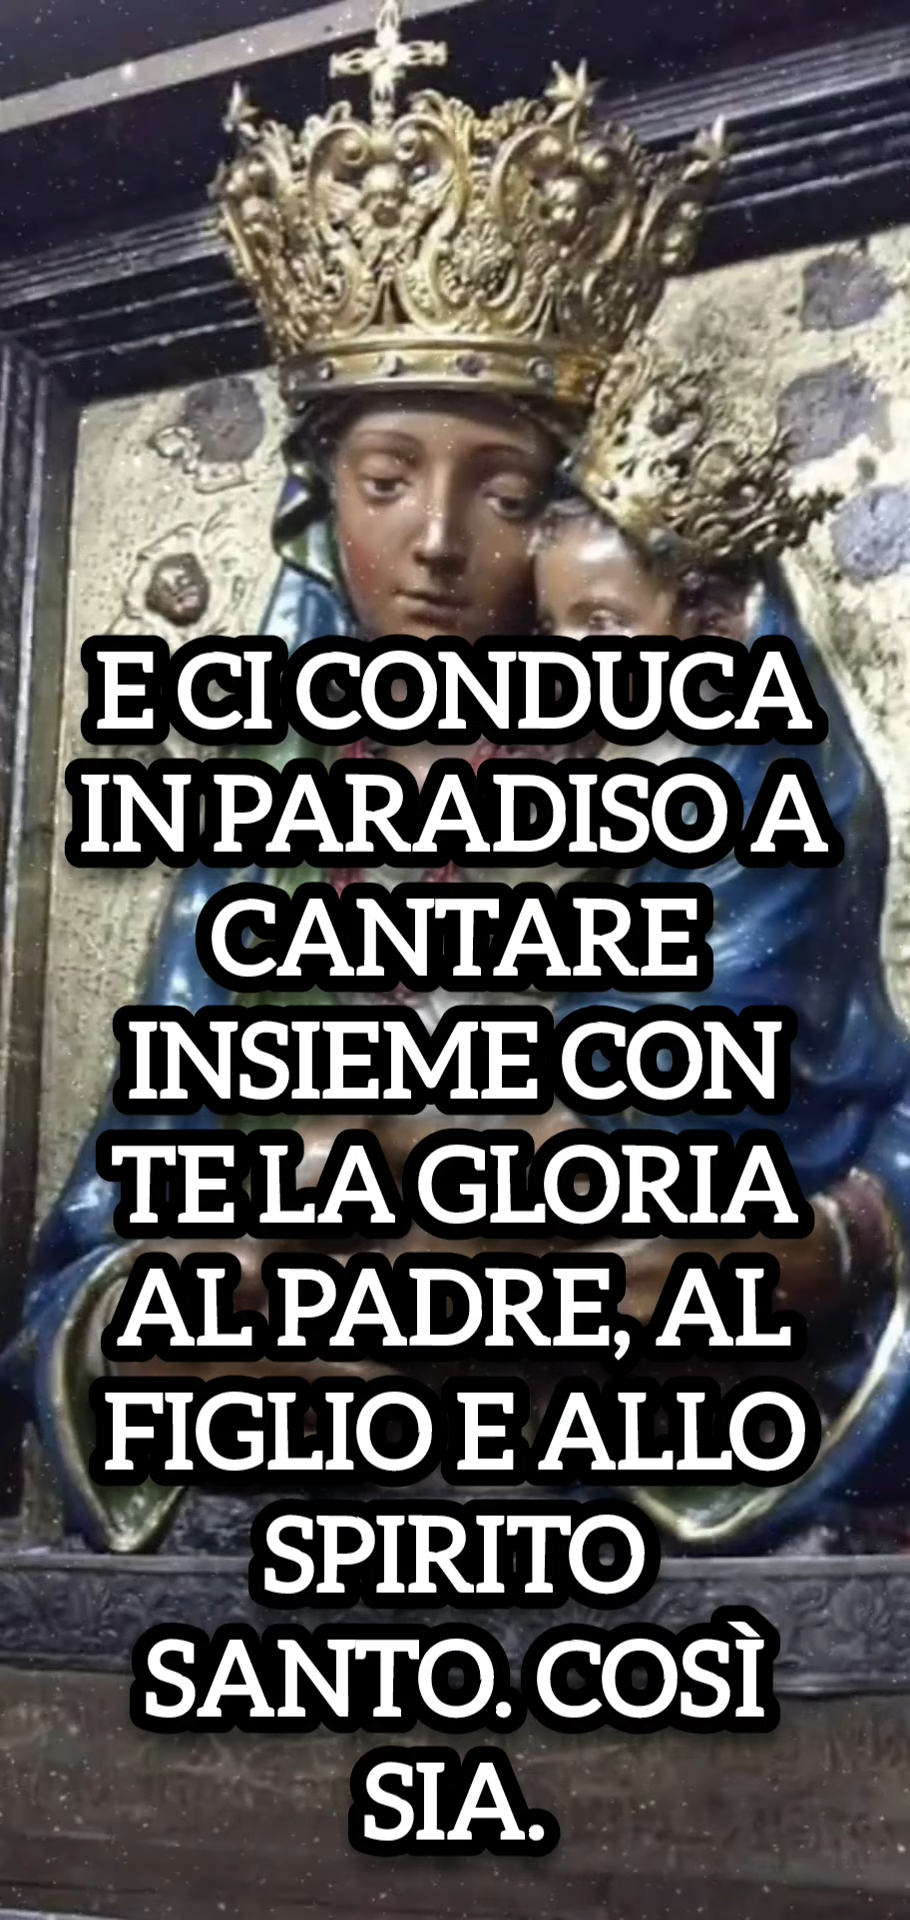 E CI CONDUCA
IN PARADISO A
CANTARE
INSIEME CON
TE LA GLORIA
AL PADRE, AL
FIGLIO E ALLO
SPIRITO
SANTO. COSÌ
SIA.